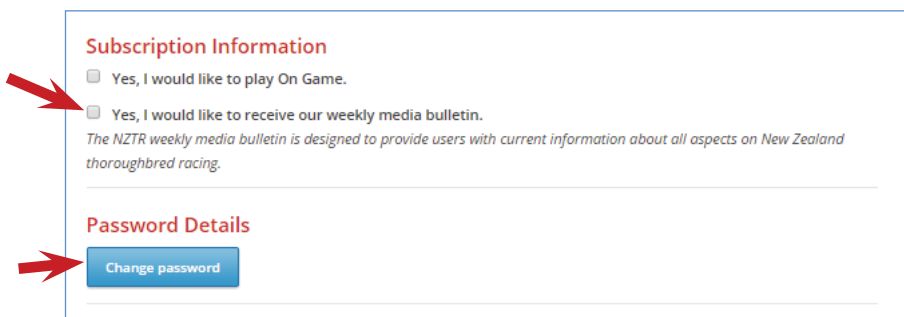 Subscription Information
Yes, I would like to play On Game.
Yes, I would like to receive our weekly media bulletin.
The NZTR weekly media bulletin is designed to provide users with current information about all aspects on New Zealand
thoroughbred racing.
Password Details
Change password